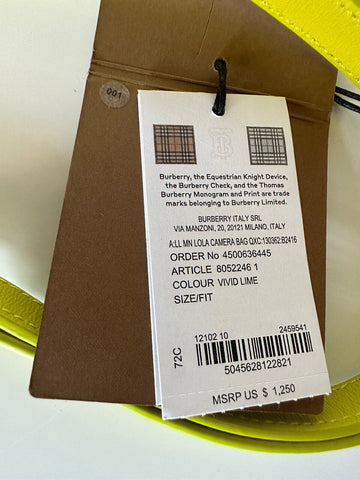 001
TB
Burberry, the Equestrian Knight Device,
the Burberry Check, and the Thomas
Burberry Monogram and Print are trade
marks belonging to Burberry Limited.
BURBERRY ITALY SRL
VIA MANZONI, 20, 20121 MILANO, ITALY
A:LL MN LOLA CAMERA BAG QXC:130362:B2416
ORDER No 4500636445
ARTICLE 8052246 1
COLOUR VIVID LIME
SIZE/FIT
72C
12102 10 2459541
5045628122821
MSRP US $ 1,250